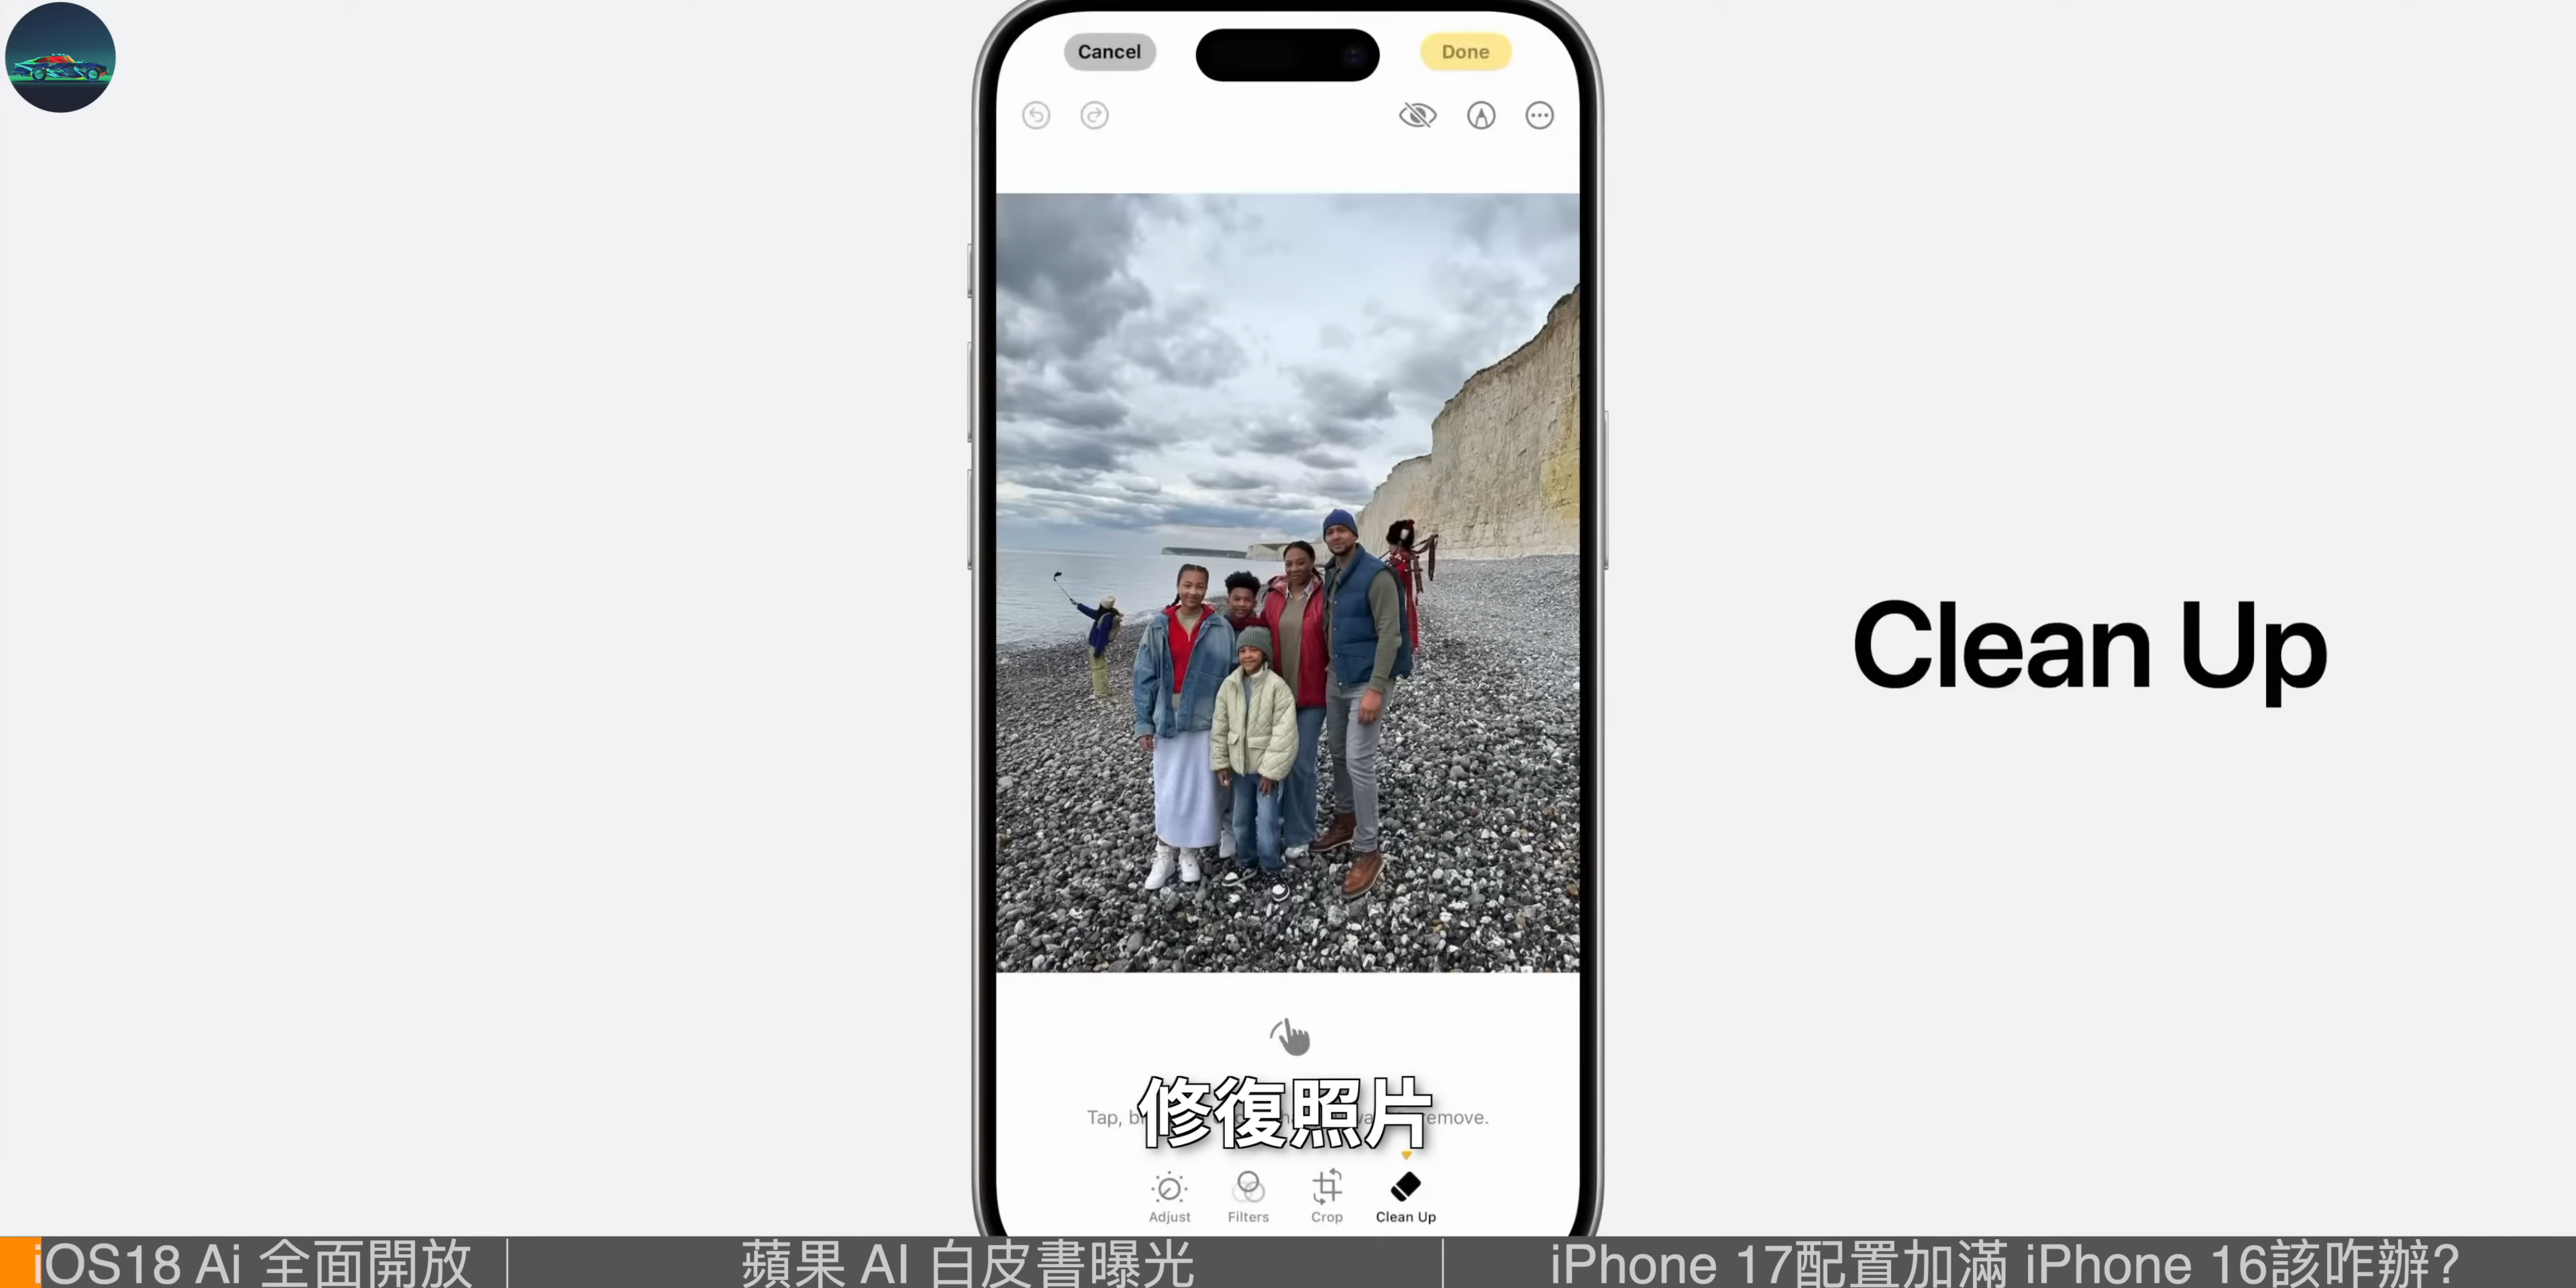 Cancel
Done
Clean Up
修復照片
Tap, b remove.
Adjust
Filters
Crop
Clean Up
iOS18 Ai 全面開放
蘋果 AI 白皮書曝光
iPhone 17配置加滿 iPhone 16該咋辦?